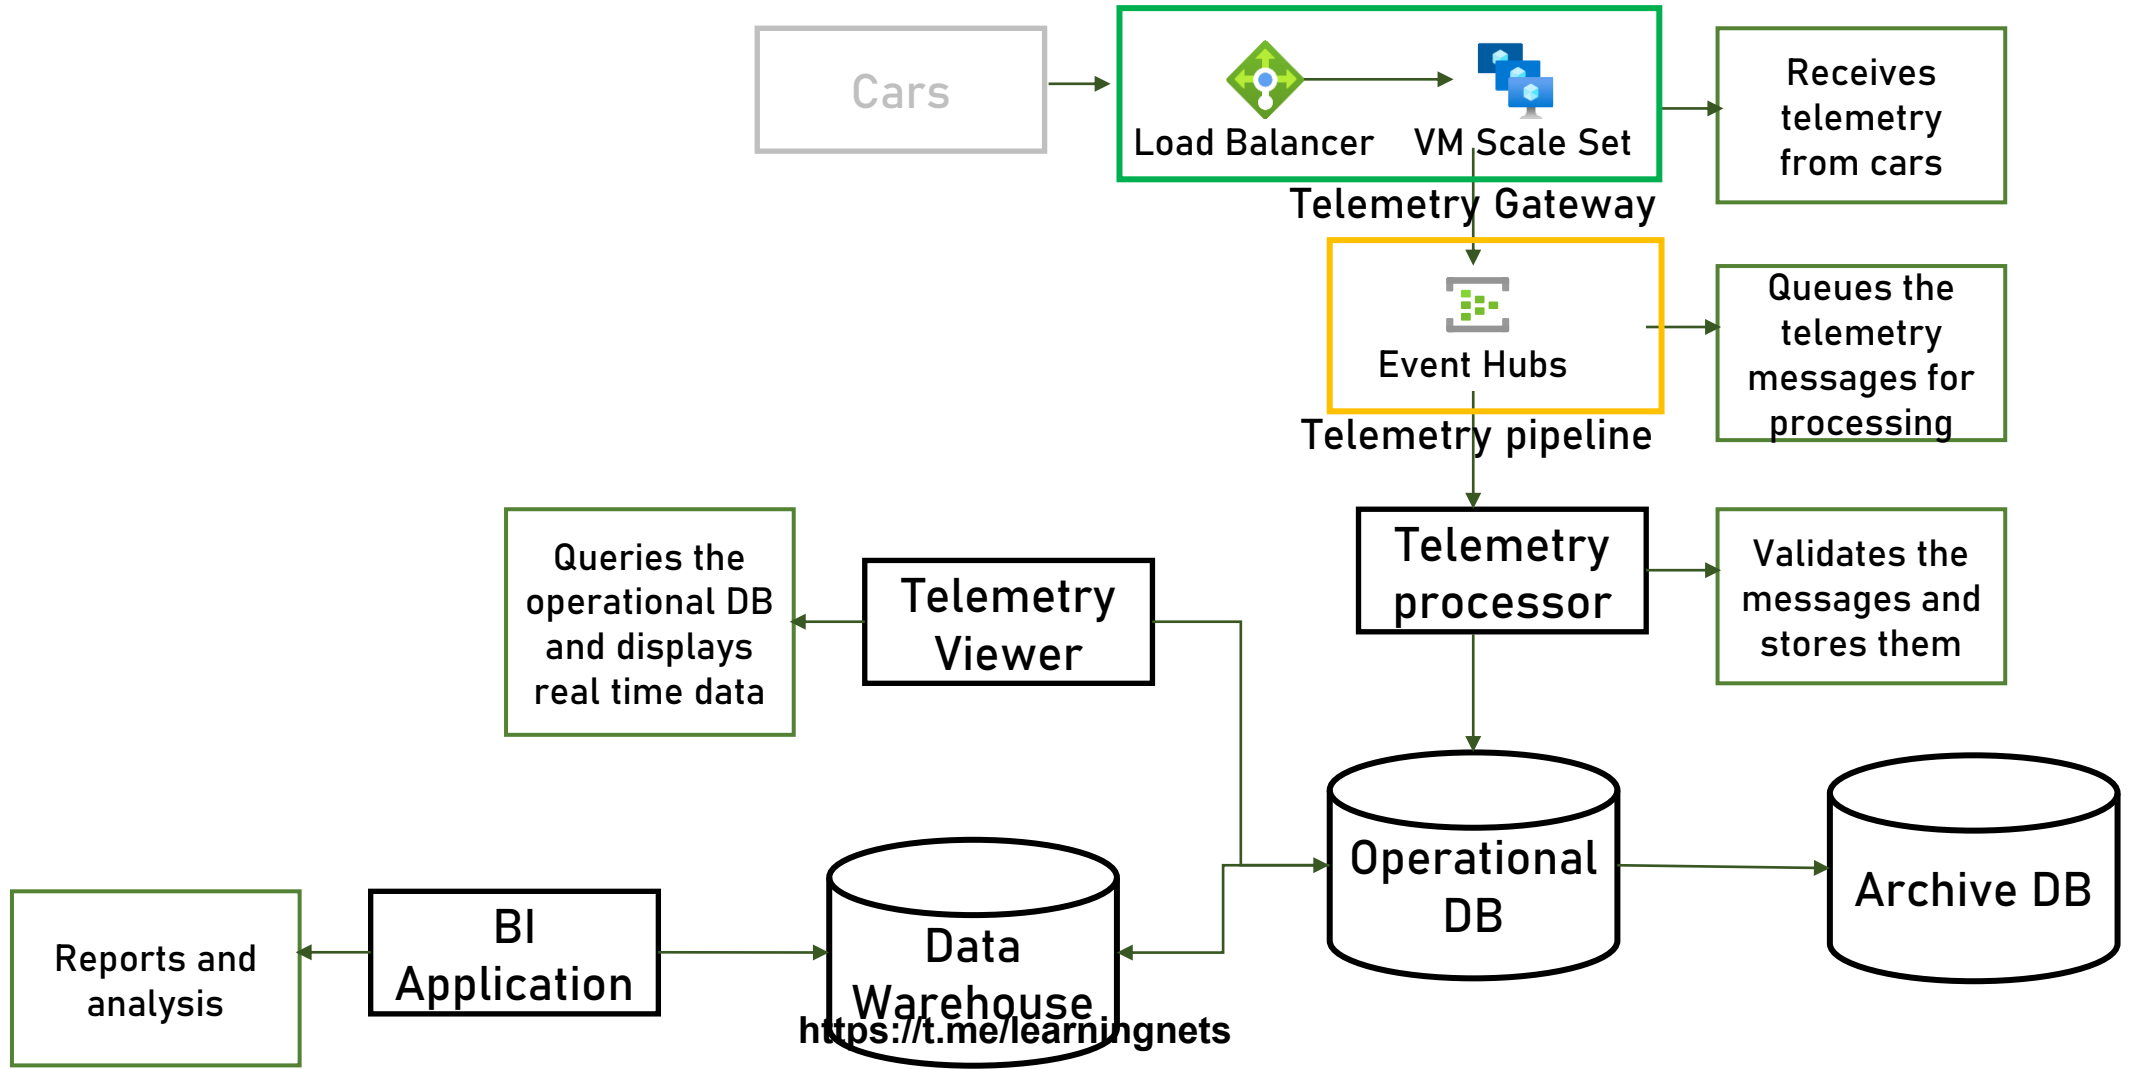 Cars
Load Balancer
VM Scale Set
Receives
telemetry
from cars
Telemetry Gateway
Event Hubs
Queues the
telemetry
messages for
processing
Telemetry pipeline
Queries the
operational DB
and displays
real time data
Telemetry
Viewer
Telemetry
processor
Validates the
messages and
stores them
Reports and
analysis
BI
Application
Data
Warehouse
Operational
DB
Archive DB
https://t.me/learningnets